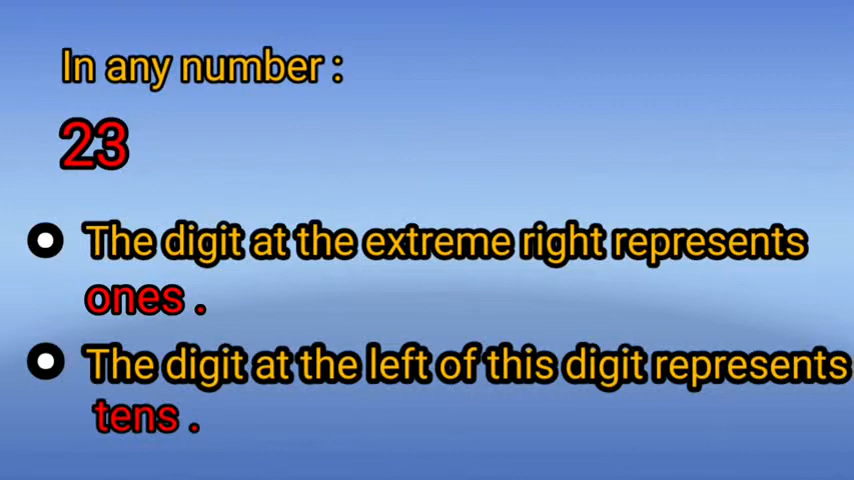 In any number :
23
The digit at the extreme right represents
ones .
The digit at the left of this digit represents
tens .